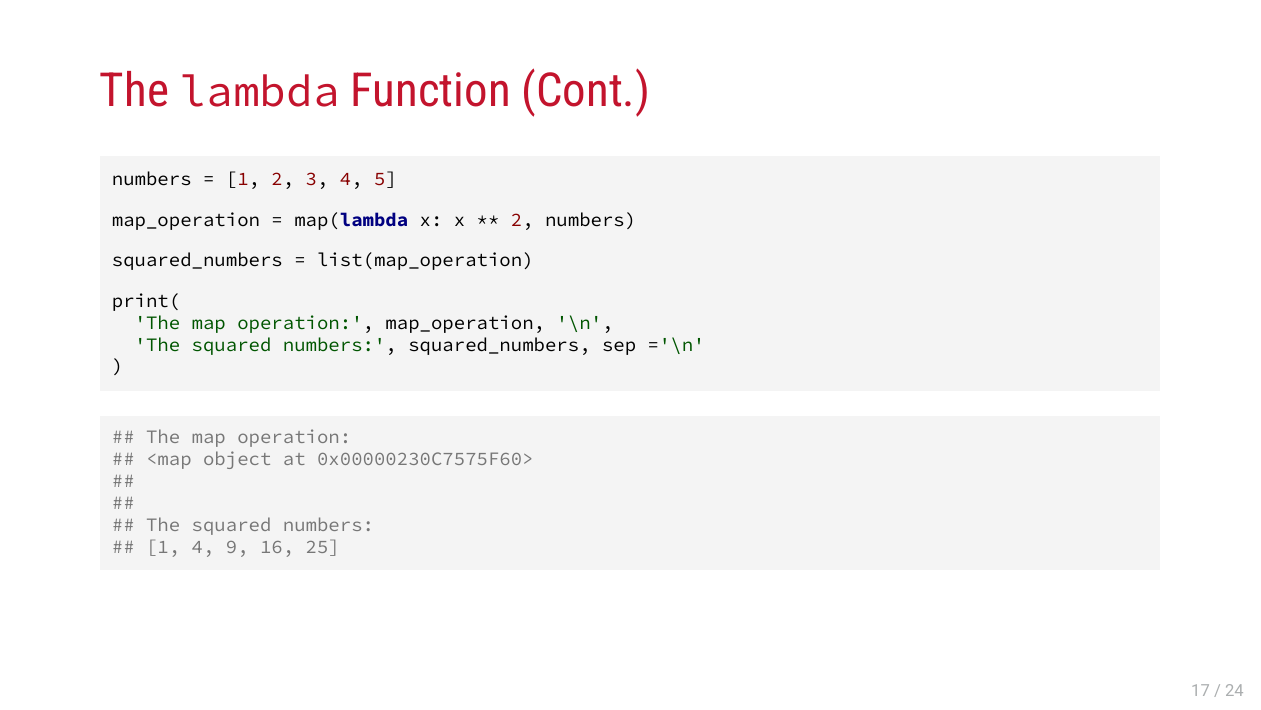 The lambda Function (Cont.)
numbers = [1, 2, 3, 4, 5]
map_operation = map(lambda x: x ** 2, numbers)
squared_numbers = list(map_operation)
print(
  'The map operation:', map_operation, '\n',
  'The squared numbers:', squared_numbers, sep ='\n'
)
## The map operation:
## <map object at 0x00000230C7575F60>
##
##
## The squared numbers:
## [1, 4, 9, 16, 25]
17 / 24